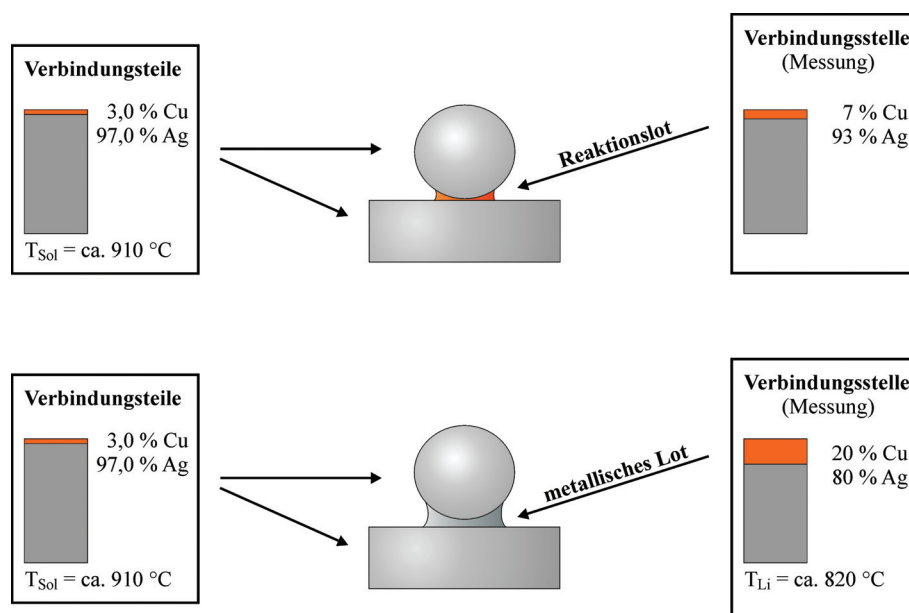 Verbindungsteile
3,0 % Cu
97,0 % Ag
T_Sol = ca. 910 °C
Reaktionslot
Verbindungsstelle
(Messung)
7 % Cu
93 % Ag
Verbindungsteile
3,0 % Cu
97,0 % Ag
T_Sol = ca. 910 °C
metallisches Lot
Verbindungsstelle
(Messung)
20 % Cu
80 % Ag
T_Li = ca. 820 °C